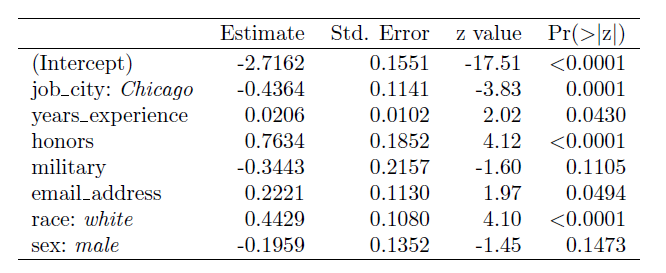 Estimate Std. Error z value Pr(>|z|)
(Intercept) -2.7162 0.1551 -17.51 <0.0001
job_city: Chicago -0.4364 0.1141 -3.83 0.0001
years_experience 0.0206 0.0102 2.02 0.0430
honors 0.7634 0.1852 4.12 <0.0001
military -0.3443 0.2157 -1.60 0.1105
email_address 0.2221 0.1130 1.97 0.0494
race: white 0.4429 0.1080 4.10 <0.0001
sex: male -0.1959 0.1352 -1.45 0.1473